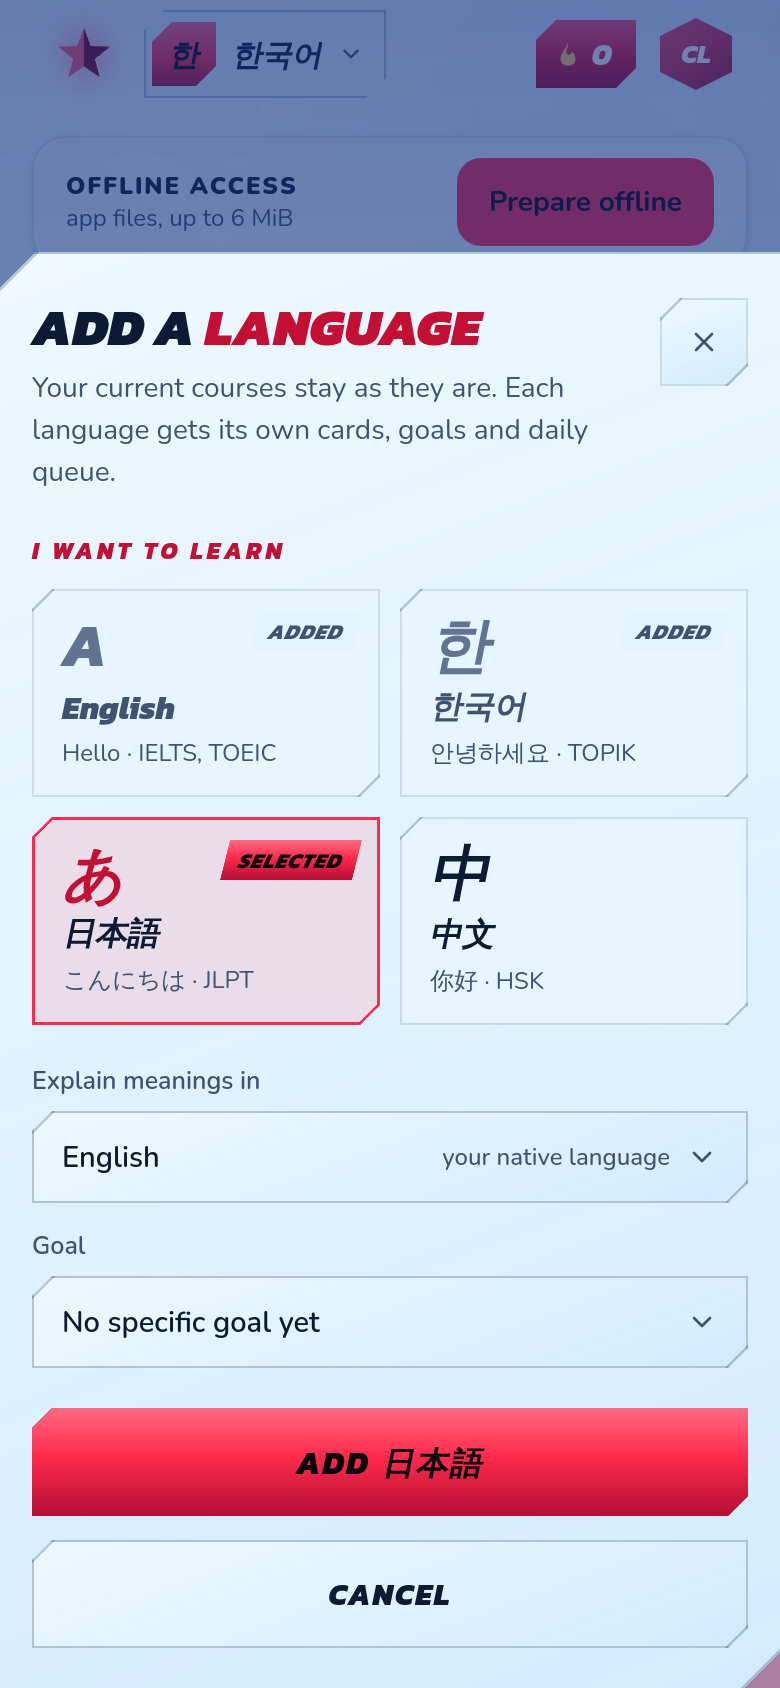 한 한국어
0
CL
OFFLINE ACCESS
app files, up to 6 MiB
Prepare offline
ADD A LANGUAGE
Your current courses stay as they are. Each
language gets its own cards, goals and daily
queue.
I WANT TO LEARN
A
ADDED
English
Hello · IELTS, TOEIC
한
ADDED
한국어
안녕하세요 · TOPIK
あ
SELECTED
日本語
こんにちは · JLPT
中
中文
你好 · HSK
Explain meanings in
English your native language
Goal
No specific goal yet
ADD 日本語
CANCEL